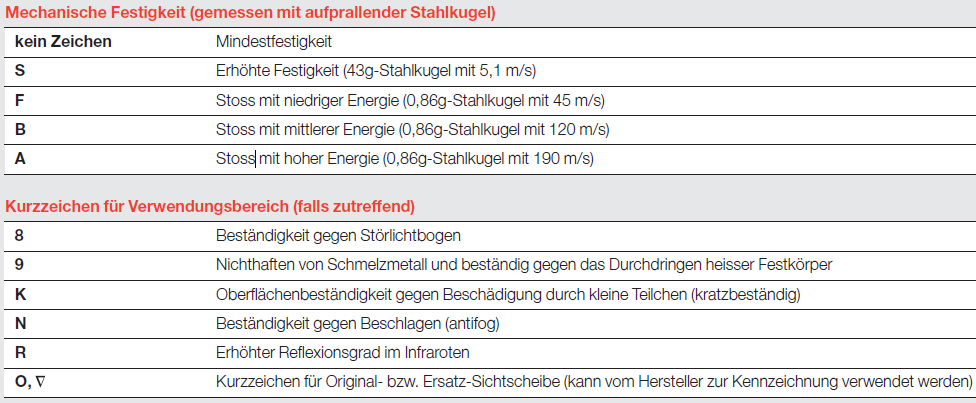 Mechanische Festigkeit (gemessen mit aufprallender Stahlkugel)
kein Zeichen Mindestfestigkeit
S Erhöhte Festigkeit (43g-Stahlkugel mit 5,1 m/s)
F Stoss mit niedriger Energie (0,86g-Stahlkugel mit 45 m/s)
B Stoss mit mittlerer Energie (0,86g-Stahlkugel mit 120 m/s)
A Stoss mit hoher Energie (0,86g-Stahlkugel mit 190 m/s)
Kurzzeichen für Verwendungsbereich (falls zutreffend)
8 Beständigkeit gegen Störlichtbogen
9 Nichthaften von Schmelzmetall und beständig gegen das Durchdringen heisser Festkörper
K Oberflächenbeständigkeit gegen Beschädigung durch kleine Teilchen (kratzbeständig)
N Beständigkeit gegen Beschlagen (antifog)
R Erhöhter Reflexionsgrad im Infraroten
O, ∇ Kurzzeichen für Original- bzw. Ersatz-Sichtscheibe (kann vom Hersteller zur Kennzeichnung verwendet werden)